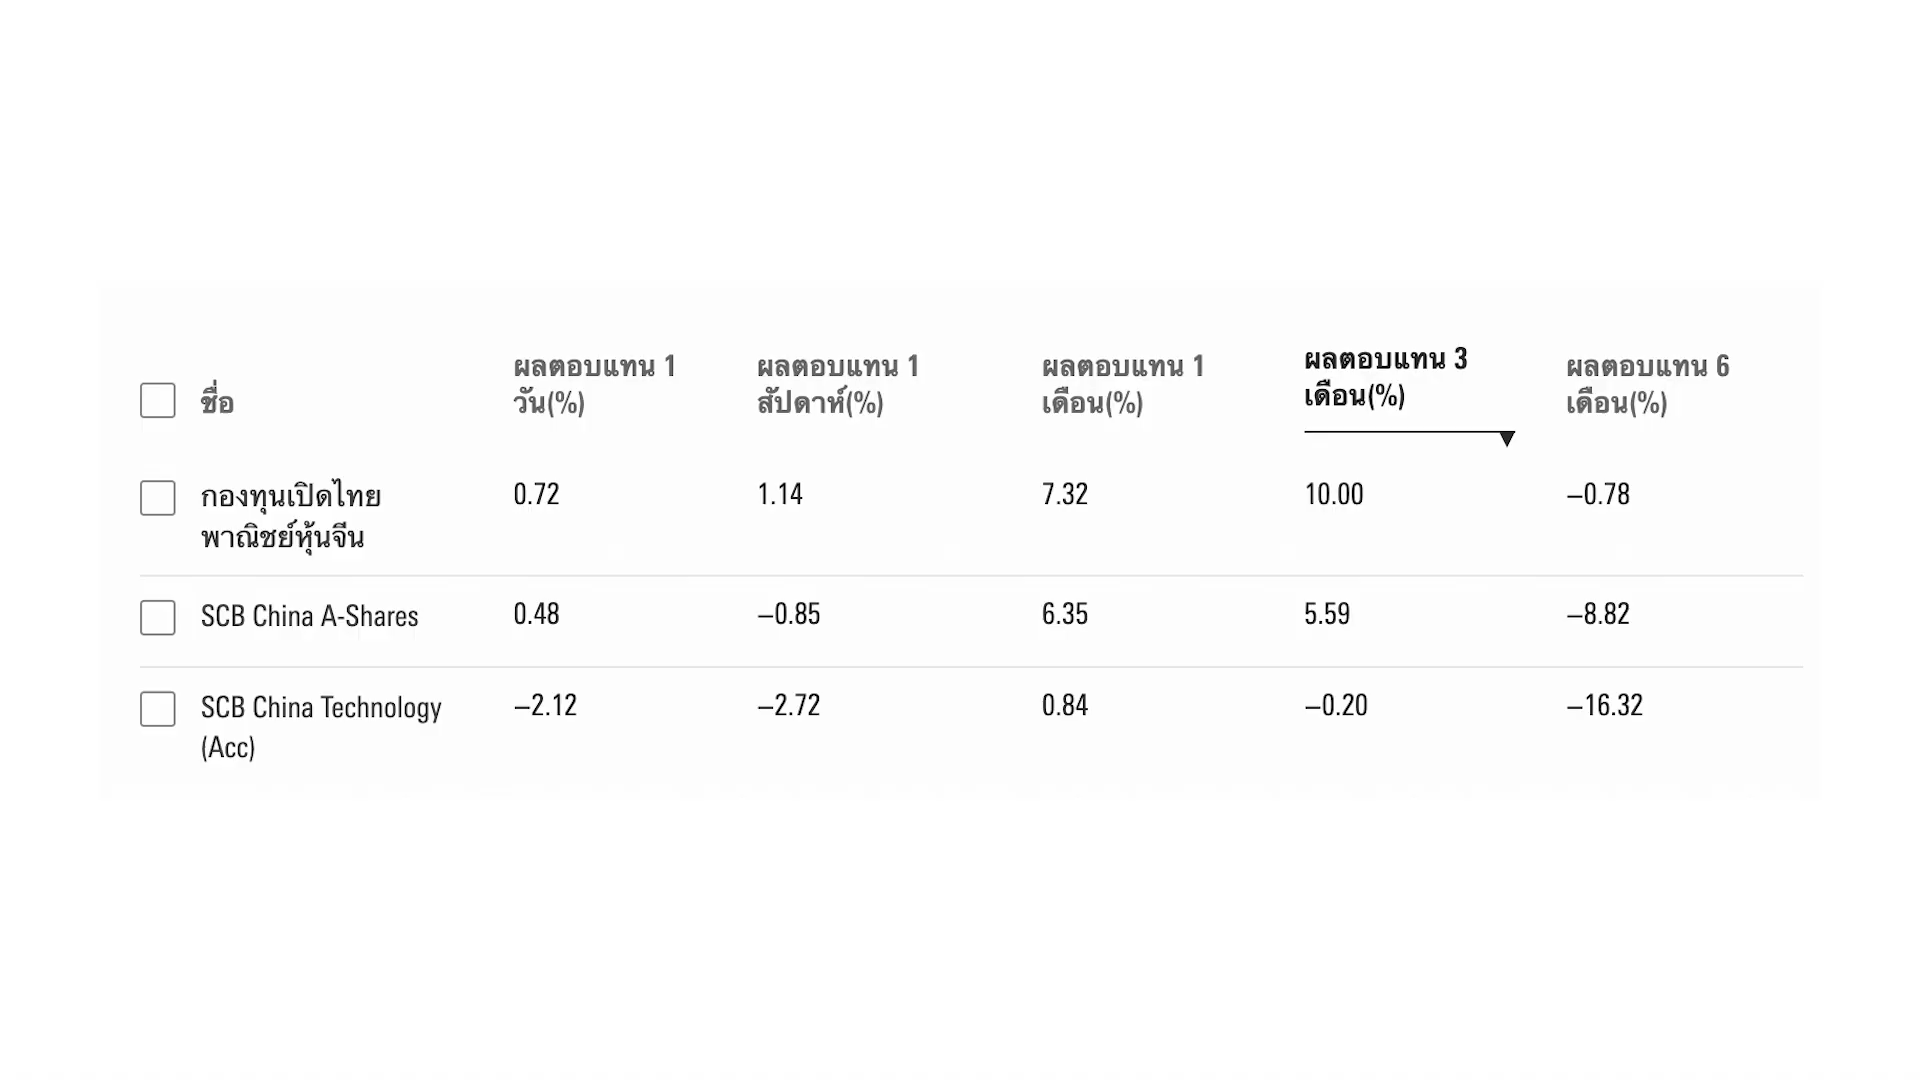 ชื่อ
ผลตอบแทน 1
วัน(%)
ผลตอบแทน 1
สัปดาห์(%)
ผลตอบแทน 1
เดือน(%)
ผลตอบแทน 3
เดือน(%)
ผลตอบแทน 6
เดือน(%)
กองทุนเปิดไทย
พาณิชย์หุ้นจีน
0.72
1.14
7.32
10.00
–0.78
SCB China A-Shares
0.48
–0.85
6.35
5.59
–8.82
SCB China Technology
(Acc)
–2.12
–2.72
0.84
–0.20
–16.32